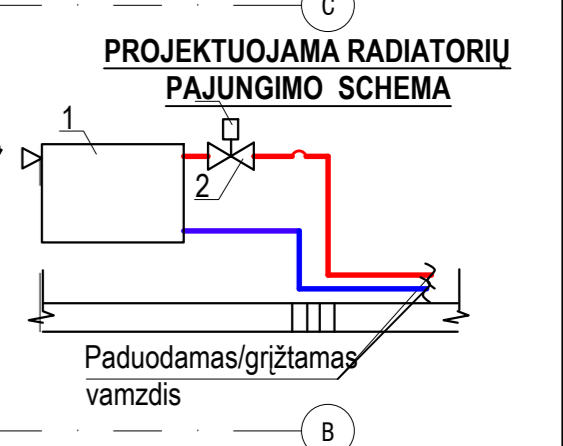 C
PROJEKTUOJAMA RADIATORIŲ
PAJUNGIMO SCHEMA
1
2
Paduodamas/grįžtamas
vamzdis
B